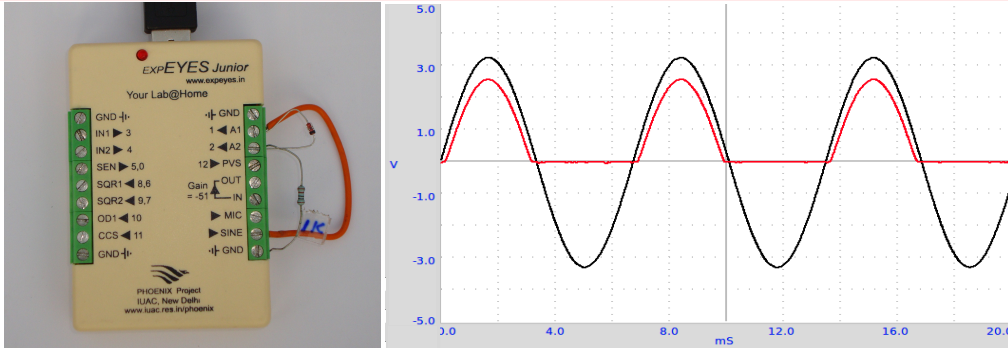 EXPEYES Junior
www.expeyes.in
Your Lab@Home
GND
IN1 ▶ 3
IN2 ▶ 4
SEN ▶ 5,0
SQR1 ◀ 8,6
SQR2 ◀ 9,7
OD1 ◀ 10
CCS ◀ 11
GND
GND
1 ◀ A1
2 ◀ A2
12 ▶ PVS
OUT
Gain
= -51
IN
▶ MIC
▶ SINE
GND
1K
PHOENIX Project
IUAC, New Delhi
www.iuac.res.in/phoenix
5.0
3.0
1.0
V
-1.0
-3.0
-5.0
0.0 4.0 8.0 12.0 16.0 20.0
mS